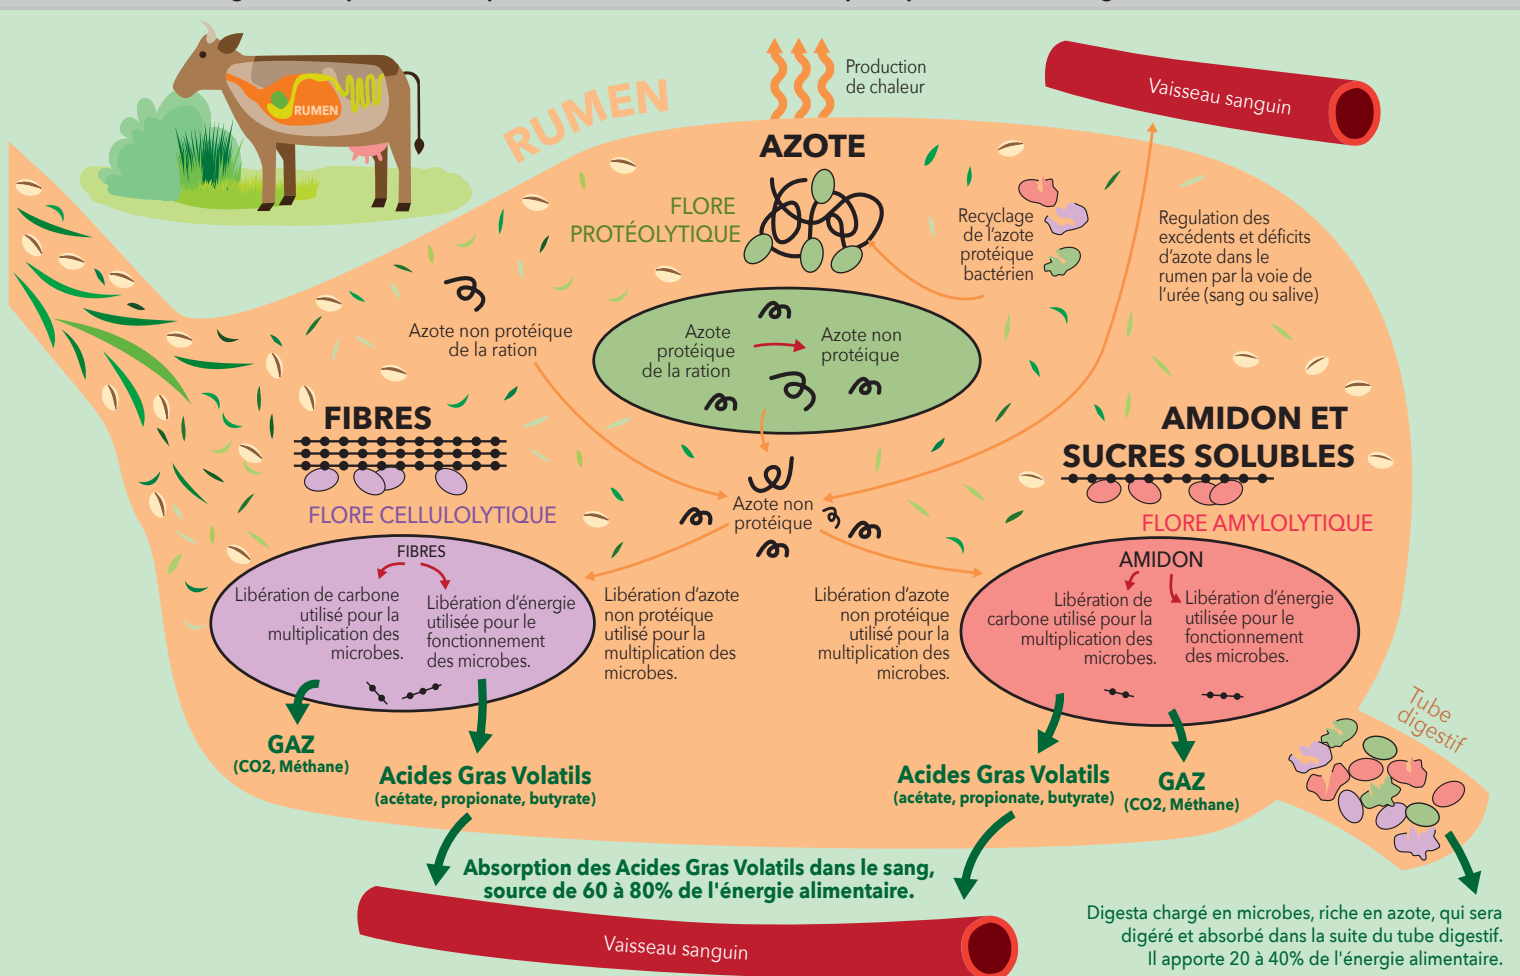 RUMEN
RUMEN
Production
de chaleur
Vaisseau sanguin
AZOTE
FLORE
PROTÉOLYTIQUE
Recyclage
de l'azote
protéique
bactérien
Regulation des
excédents et déficits
d'azote dans le
rumen par la voie de
l'urée (sang ou salive)
Azote non protéique
de la ration
Azote
protéique
de la ration
Azote non
protéique
FIBRES
FLORE CELLULOLYTIQUE
Azote non
protéique
AMIDON ET
SUCRES SOLUBLES
FLORE AMYLOLYTIQUE
FIBRES
Libération de carbone
utilisé pour la
multiplication des
microbes.
Libération d'énergie
utilisée pour le
fonctionnement
des microbes.
Libération d'azote
non protéique
utilisé pour la
multiplication des
microbes.
Libération d'azote
non protéique
utilisé pour la
multiplication des
microbes.
AMIDON
Libération de
carbone utilisé pour la
multiplication des
microbes.
Libération d'énergie
utilisée pour le
fonctionnement
des microbes.
GAZ
(CO2, Méthane)
Acides Gras Volatils
(acétate, propionate, butyrate)
Acides Gras Volatils
(acétate, propionate, butyrate)
GAZ
(CO2, Méthane)
Tube
digestif
Absorption des Acides Gras Volatils dans le sang,
source de 60 à 80% de l'énergie alimentaire.
Vaisseau sanguin
Digesta chargé en microbes, riche en azote, qui sera
digéré et absorbé dans la suite du tube digestif.
Il apporte 20 à 40% de l'énergie alimentaire.